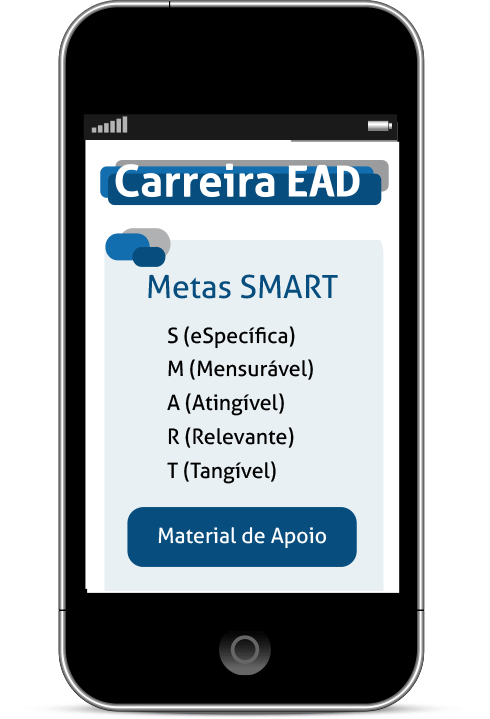 Carreira EAD
Metas SMART
S (eSpecífica)
M (Mensurável)
A (Atingível)
R (Relevante)
T (Tangível)
Material de Apoio